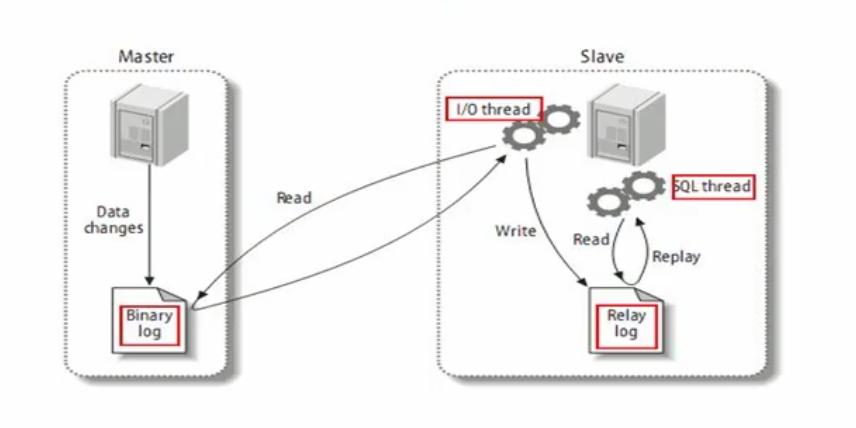 Master
Slave
I/O thread
SQL thread
Read
Data
changes
Write
Read
Replay
Binary
log
Relay
log